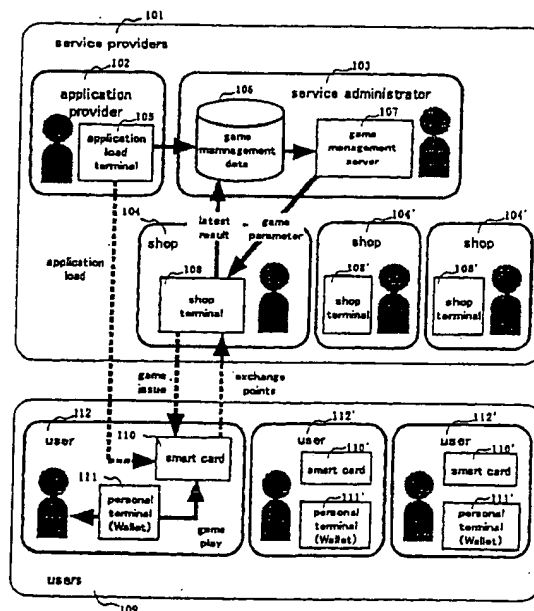 101
service providers
102
application
provider
105
application
load
terminal
103
service administrator
106
game
mamnagement
data
107
game
management
server
104
shop
latest
result
game
parameter
108
shop
terminal
104'
shop
108'
shop
terminal
104'
shop
108'
shop
terminal
application
load
game
issue
exchange
points
112
user
110
smart card
111
personal
terminal
(Wallet)
game
play
112'
user
110'
smart card
111'
personal
terminal
(Wallet)
112'
user
110'
smart card
111'
personal
terminal
(Wallet)
users
109